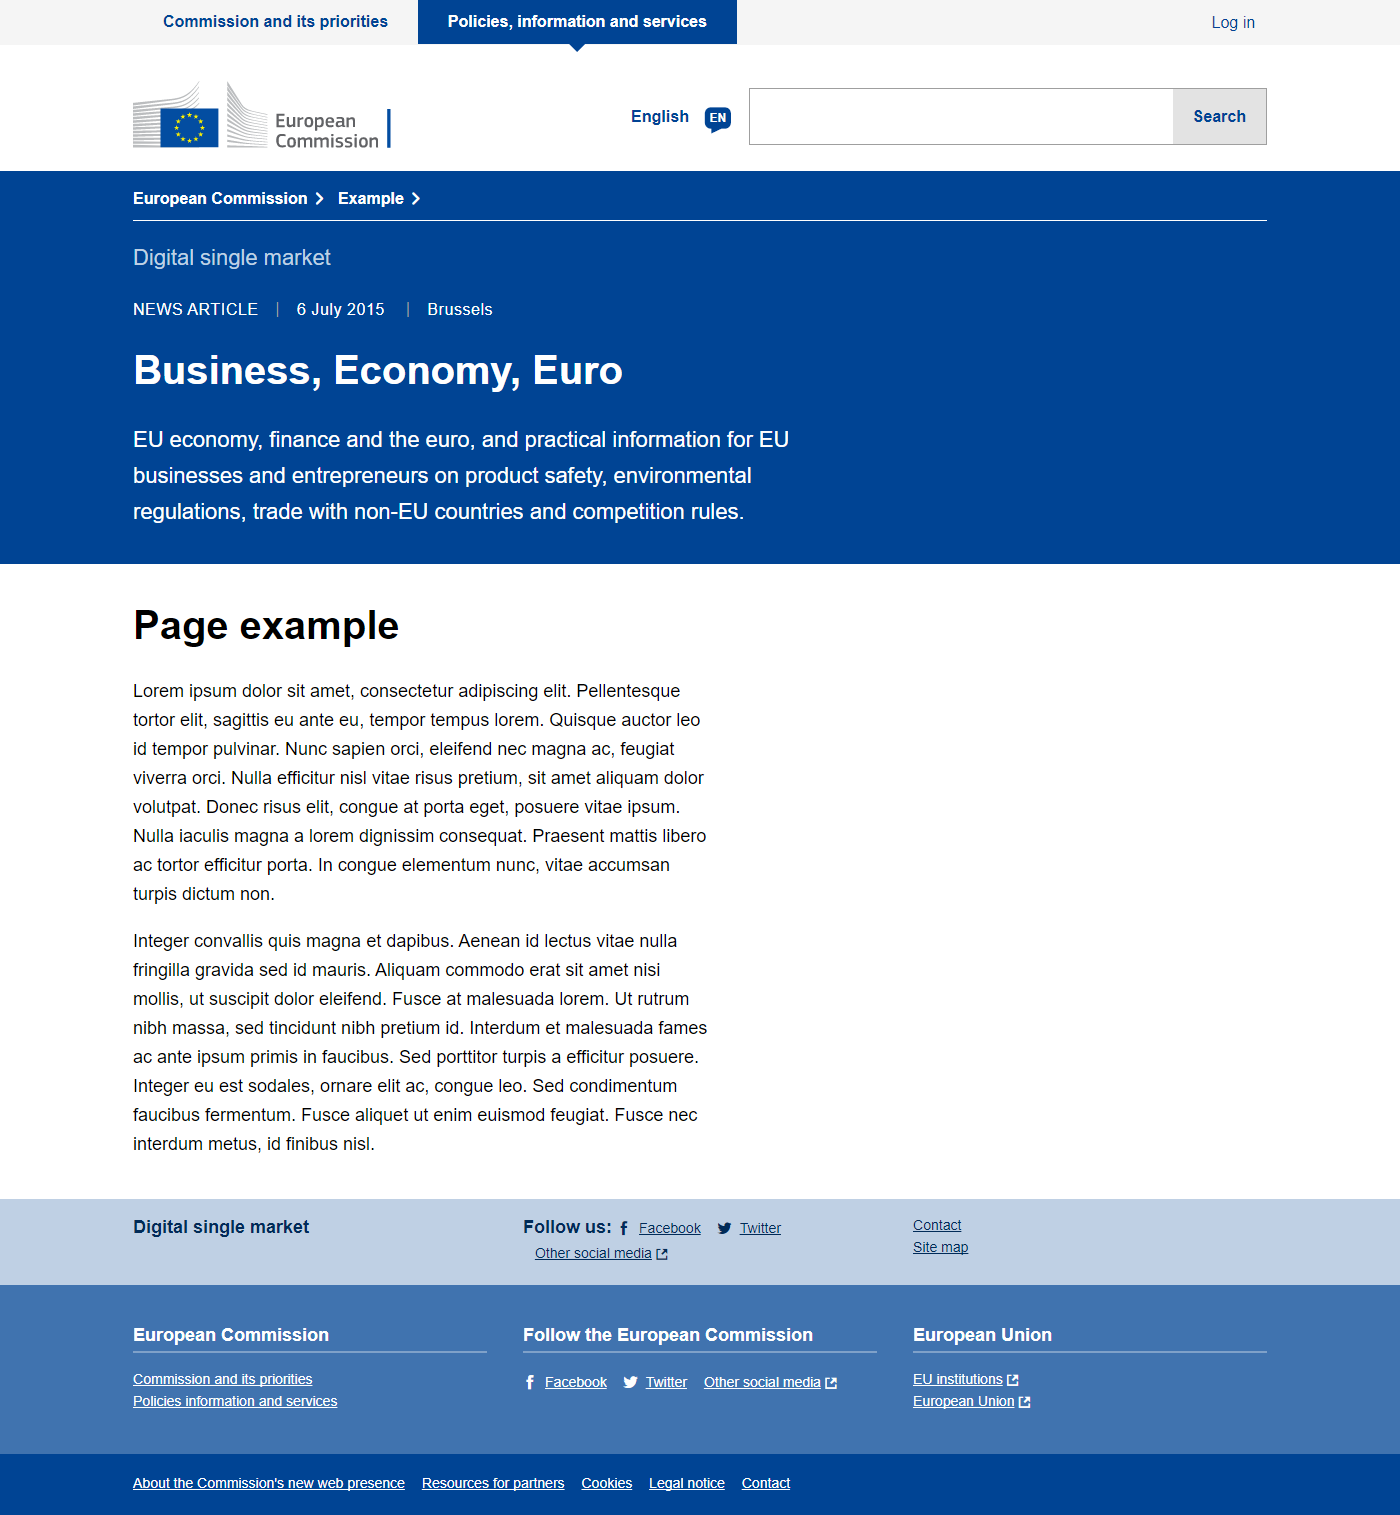 Commission and its priorities
Policies, information and services
Log in
European
Commission
English
EN
Search
European Commission
Example
Digital single market
NEWS ARTICLE | 6 July 2015 | Brussels
Business, Economy, Euro
EU economy, finance and the euro, and practical information for EU
businesses and entrepreneurs on product safety, environmental
regulations, trade with non-EU countries and competition rules.
Page example
Lorem ipsum dolor sit amet, consectetur adipiscing elit. Pellentesque
tortor elit, sagittis eu ante eu, tempor tempus lorem. Quisque auctor leo
id tempor pulvinar. Nunc sapien orci, eleifend nec magna ac, feugiat
viverra orci. Nulla efficitur nisl vitae risus pretium, sit amet aliquam dolor
volutpat. Donec risus elit, congue at porta eget, posuere vitae ipsum.
Nulla iaculis magna a lorem dignissim consequat. Praesent mattis libero
ac tortor efficitur porta. In congue elementum nunc, vitae accumsan
turpis dictum non.
Integer convallis quis magna et dapibus. Aenean id lectus vitae nulla
fringilla gravida sed id mauris. Aliquam commodo erat sit amet nisi
mollis, ut suscipit dolor eleifend. Fusce at malesuada lorem. Ut rutrum
nibh massa, sed tincidunt nibh pretium id. Interdum et malesuada fames
ac ante ipsum primis in faucibus. Sed porttitor turpis a efficitur posuere.
Integer eu est sodales, ornare elit ac, congue leo. Sed condimentum
faucibus fermentum. Fusce aliquet ut enim euismod feugiat. Fusce nec
interdum metus, id finibus nisl.
Digital single market
Follow us: Facebook Twitter
Other social media
Contact
Site map
European Commission
Commission and its priorities
Policies information and services
Follow the European Commission
Facebook Twitter Other social media
European Union
EU institutions
European Union
About the Commission's new web presence Resources for partners Cookies Legal notice Contact